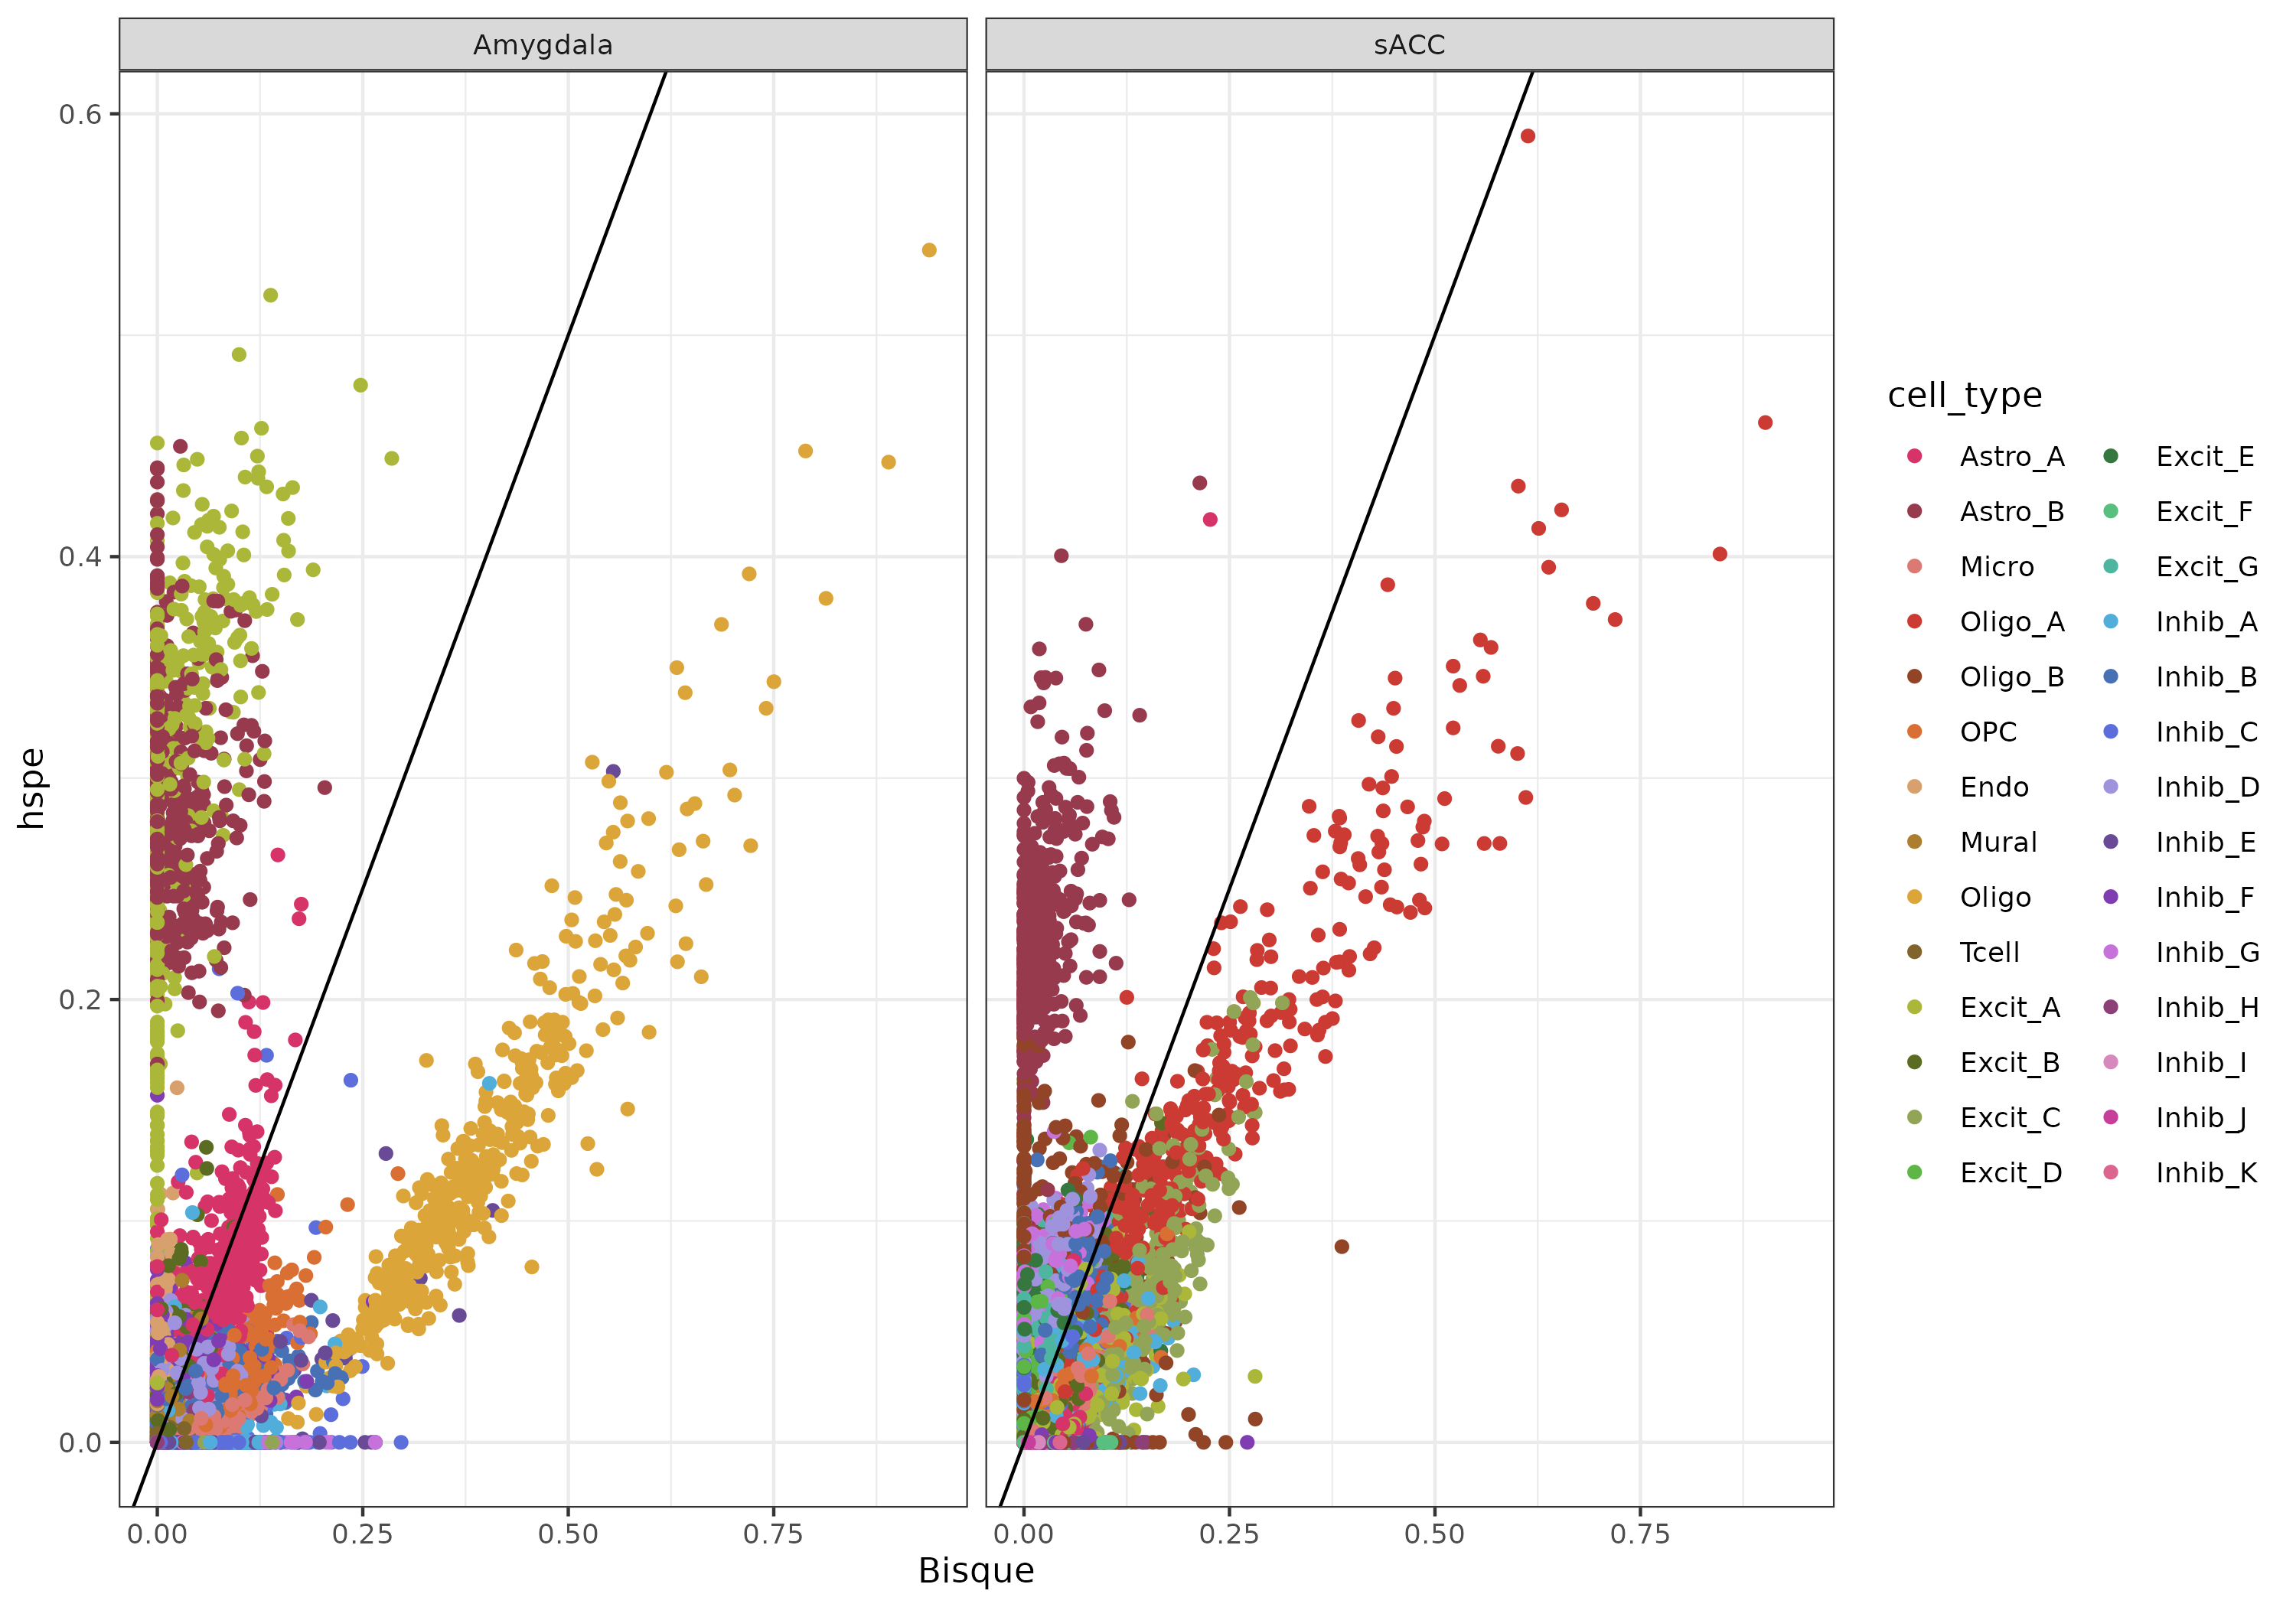 Amygdala sACC
0.6
0.4
0.2
0.0
hspe
0.00 0.25 0.50 0.75 0.00 0.25 0.50 0.75
Bisque
cell_type
Astro_A Excit_E
Astro_B Excit_F
Micro Excit_G
Oligo_A Inhib_A
Oligo_B Inhib_B
OPC Inhib_C
Endo Inhib_D
Mural Inhib_E
Oligo Inhib_F
Tcell Inhib_G
Excit_A Inhib_H
Excit_B Inhib_I
Excit_C Inhib_J
Excit_D Inhib_K